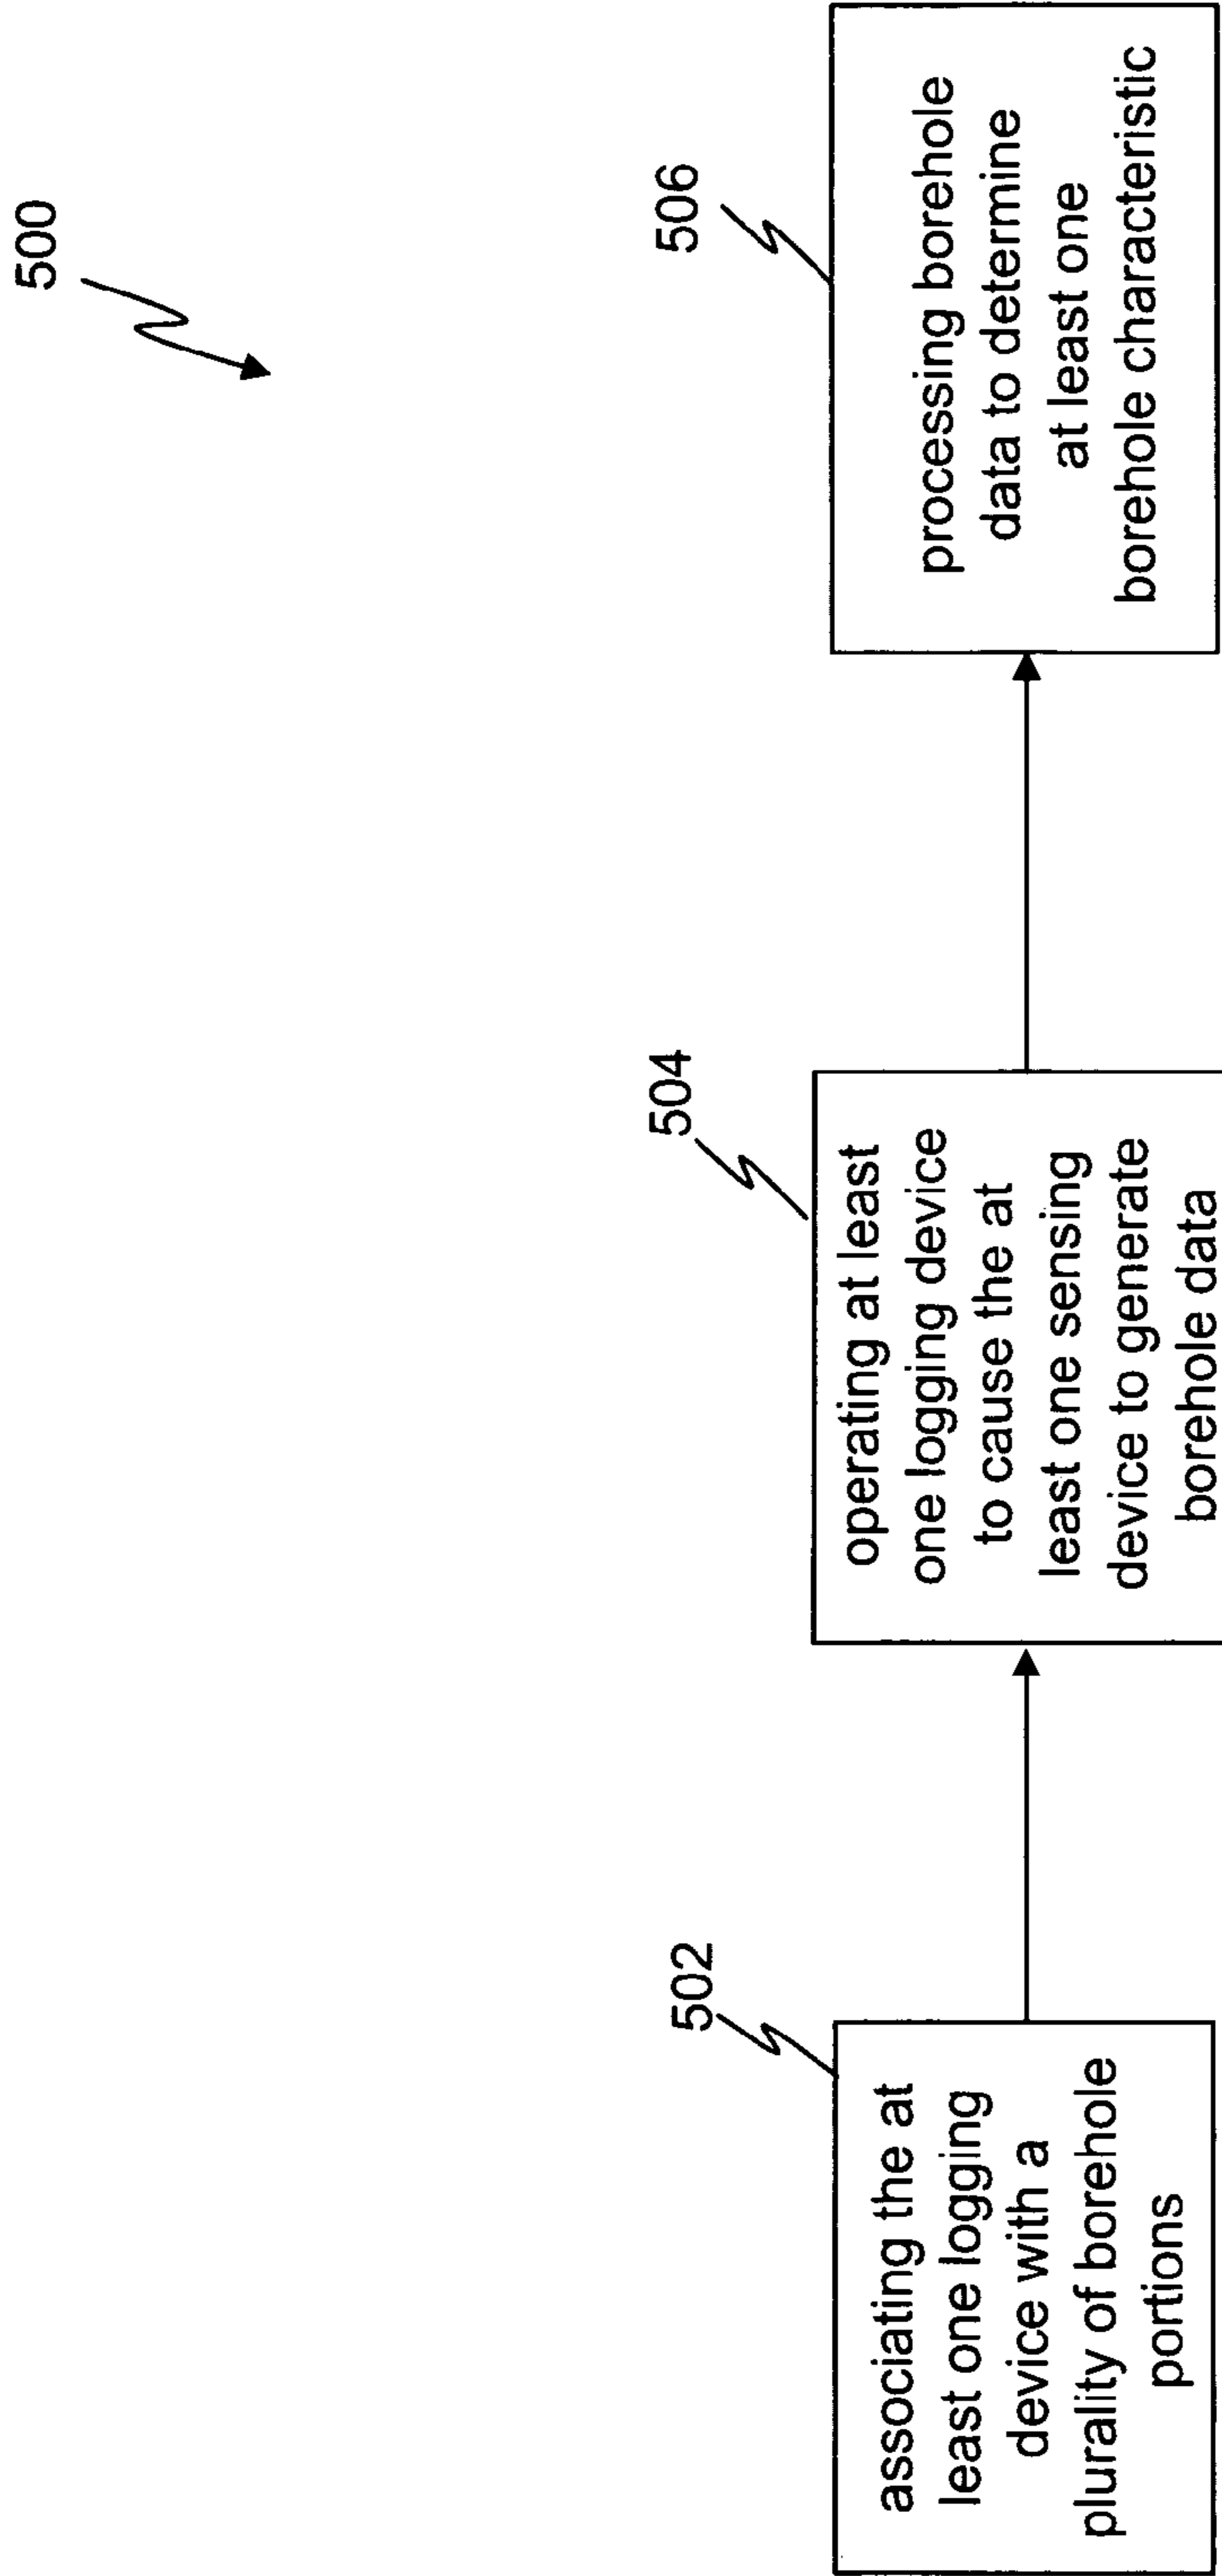 500
502
associating the at
least one logging
device with a
plurality of borehole
portions
504
operating at least
one logging device
to cause the at
least one sensing
device to generate
borehole data
506
processing borehole
data to determine
at least one
borehole characteristic